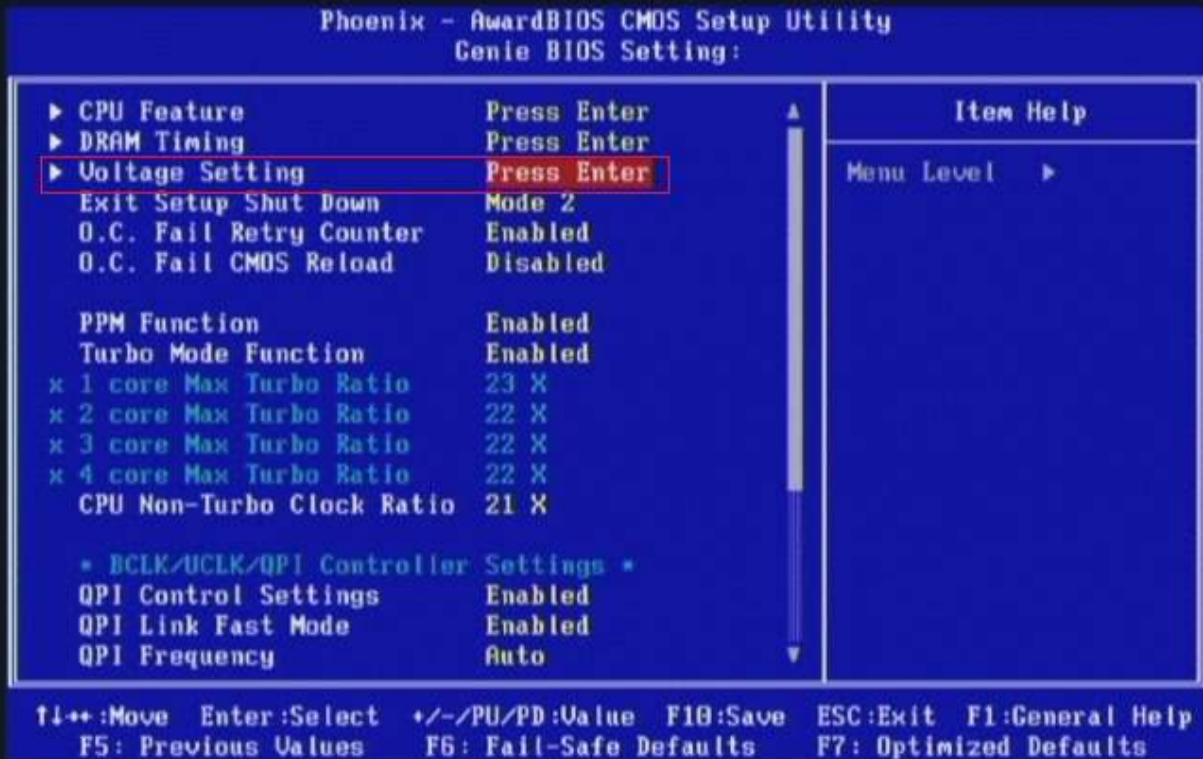 Phoenix - AwardBIOS CMOS Setup Utility
Genie BIOS Setting:
▶ CPU Feature Press Enter
▶ DRAM Timing Press Enter
▶ Voltage Setting Press Enter
Exit Setup Shut Down Mode 2
O.C. Fail Retry Counter Enabled
O.C. Fail CMOS Reload Disabled
PPM Function Enabled
Turbo Mode Function Enabled
x 1 core Max Turbo Ratio 23 X
x 2 core Max Turbo Ratio 22 X
x 3 core Max Turbo Ratio 22 X
x 4 core Max Turbo Ratio 22 X
CPU Non-Turbo Clock Ratio 21 X
* BCLK/UCLK/QPI Controller Settings *
QPI Control Settings Enabled
QPI Link Fast Mode Enabled
QPI Frequency Auto
Item Help
Menu Level ▶
↑↓→←:Move Enter:Select +/-/PU/PD:Value F10:Save ESC:Exit F1:General Help
F5: Previous Values F6: Fail-Safe Defaults F7: Optimized Defaults